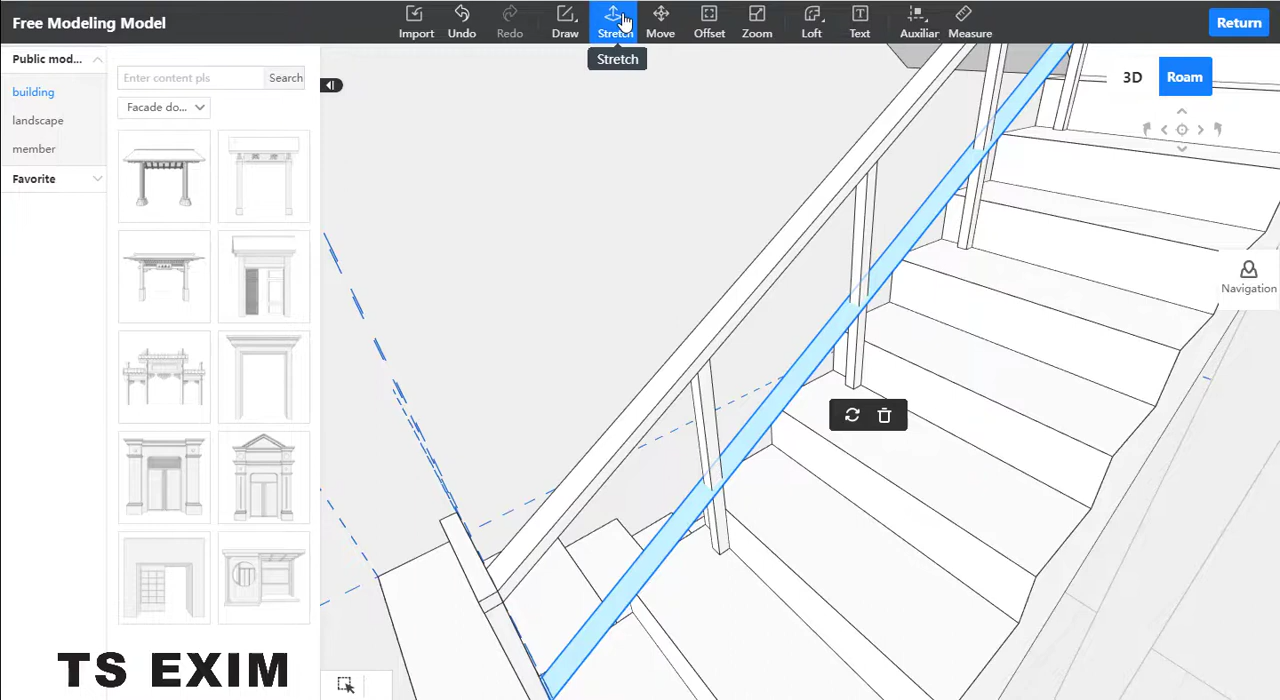 Free Modeling Model
Import
Undo
Redo
Draw
Stretch
Move
Offset
Zoom
Loft
Text
Auxiliar
Measure
Return
Stretch
Public mod...
building
landscape
member
Favorite
Enter content pls
Search
Facade do...
3D
Roam
Navigation
TS EXIM